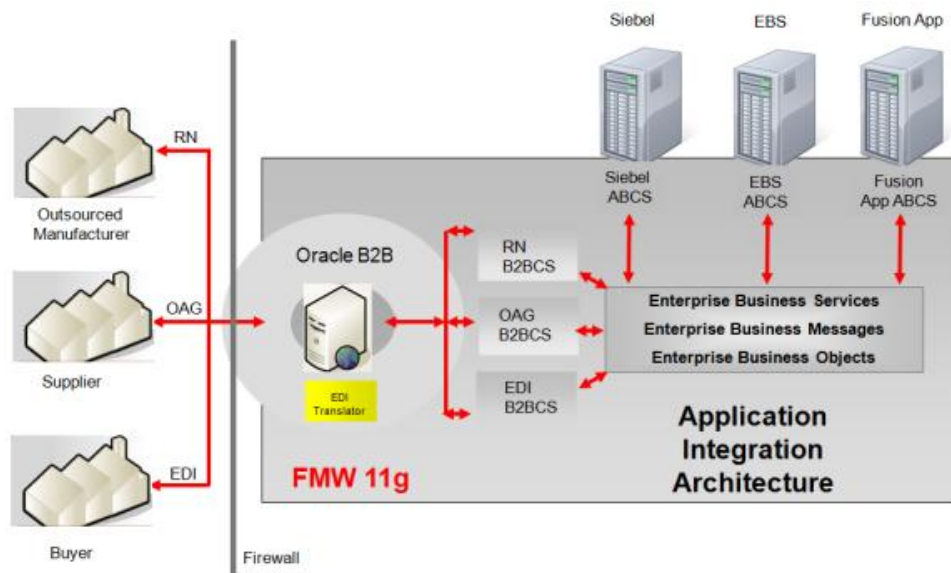 Siebel
EBS
Fusion App
RN
Outsourced
Manufacturer
OAG
Supplier
EDI
Buyer
Firewall
Oracle B2B
EDI
Translator
FMW 11g
RN
B2BCS
OAG
B2BCS
EDI
B2BCS
Siebel
ABCS
EBS
ABCS
Fusion
App ABCS
Enterprise Business Services
Enterprise Business Messages
Enterprise Business Objects
Application
Integration
Architecture